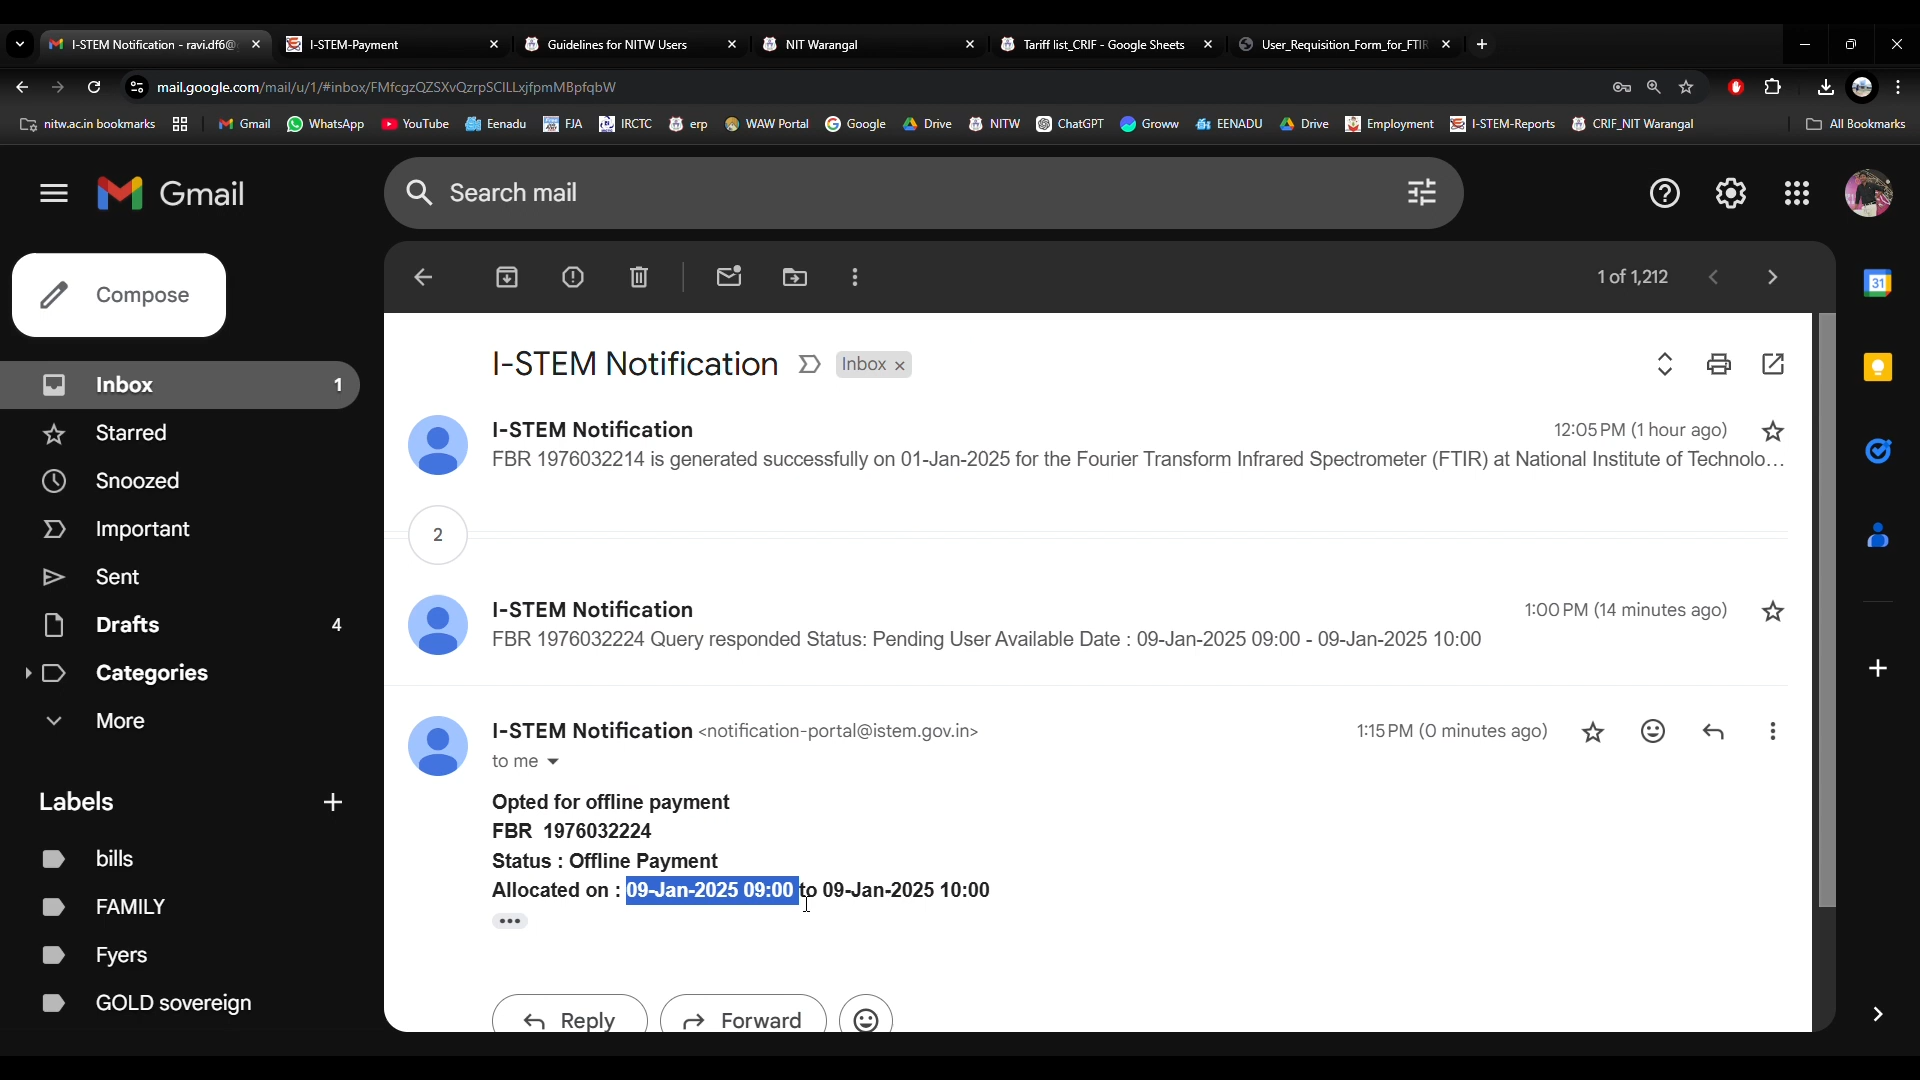 I-STEM Notification - ravi.df6@
I-STEM-Payment
Guidelines for NITW Users
NIT Warangal
Tariff list_CRIF - Google Sheets
User_Requisition_Form_for_FTIR
mail.google.com/mail/u/1/#inbox/FMfcgzQZSXvQzrpSCILLxjfpmMBpfqbW
nitw.ac.in bookmarks
Gmail
WhatsApp
YouTube
Eenadu
FJA
IRCTC
erp
WAW Portal
Google
Drive
NITW
ChatGPT
Groww
EENADU
Drive
Employment
I-STEM-Reports
CRIF_NIT Warangal
All Bookmarks
Gmail
Search mail
Compose
1 of 1,212
31
Inbox 1
Starred
Snoozed
Important
Sent
Drafts 4
Categories
More
Labels
bills
FAMILY
Fyers
GOLD sovereign
I-STEM Notification
Inbox
I-STEM Notification 12:05 PM (1 hour ago)
FBR 1976032214 is generated successfully on 01-Jan-2025 for the Fourier Transform Infrared Spectrometer (FTIR) at National Institute of Technolo...
2
I-STEM Notification 1:00 PM (14 minutes ago)
FBR 1976032224 Query responded Status: Pending User Available Date : 09-Jan-2025 09:00 - 09-Jan-2025 10:00
I-STEM Notification <notification-portal@istem.gov.in> 1:15 PM (0 minutes ago)
to me
Opted for offline payment
FBR 1976032224
Status : Offline Payment
Allocated on : 09-Jan-2025 09:00 to 09-Jan-2025 10:00
Reply
Forward